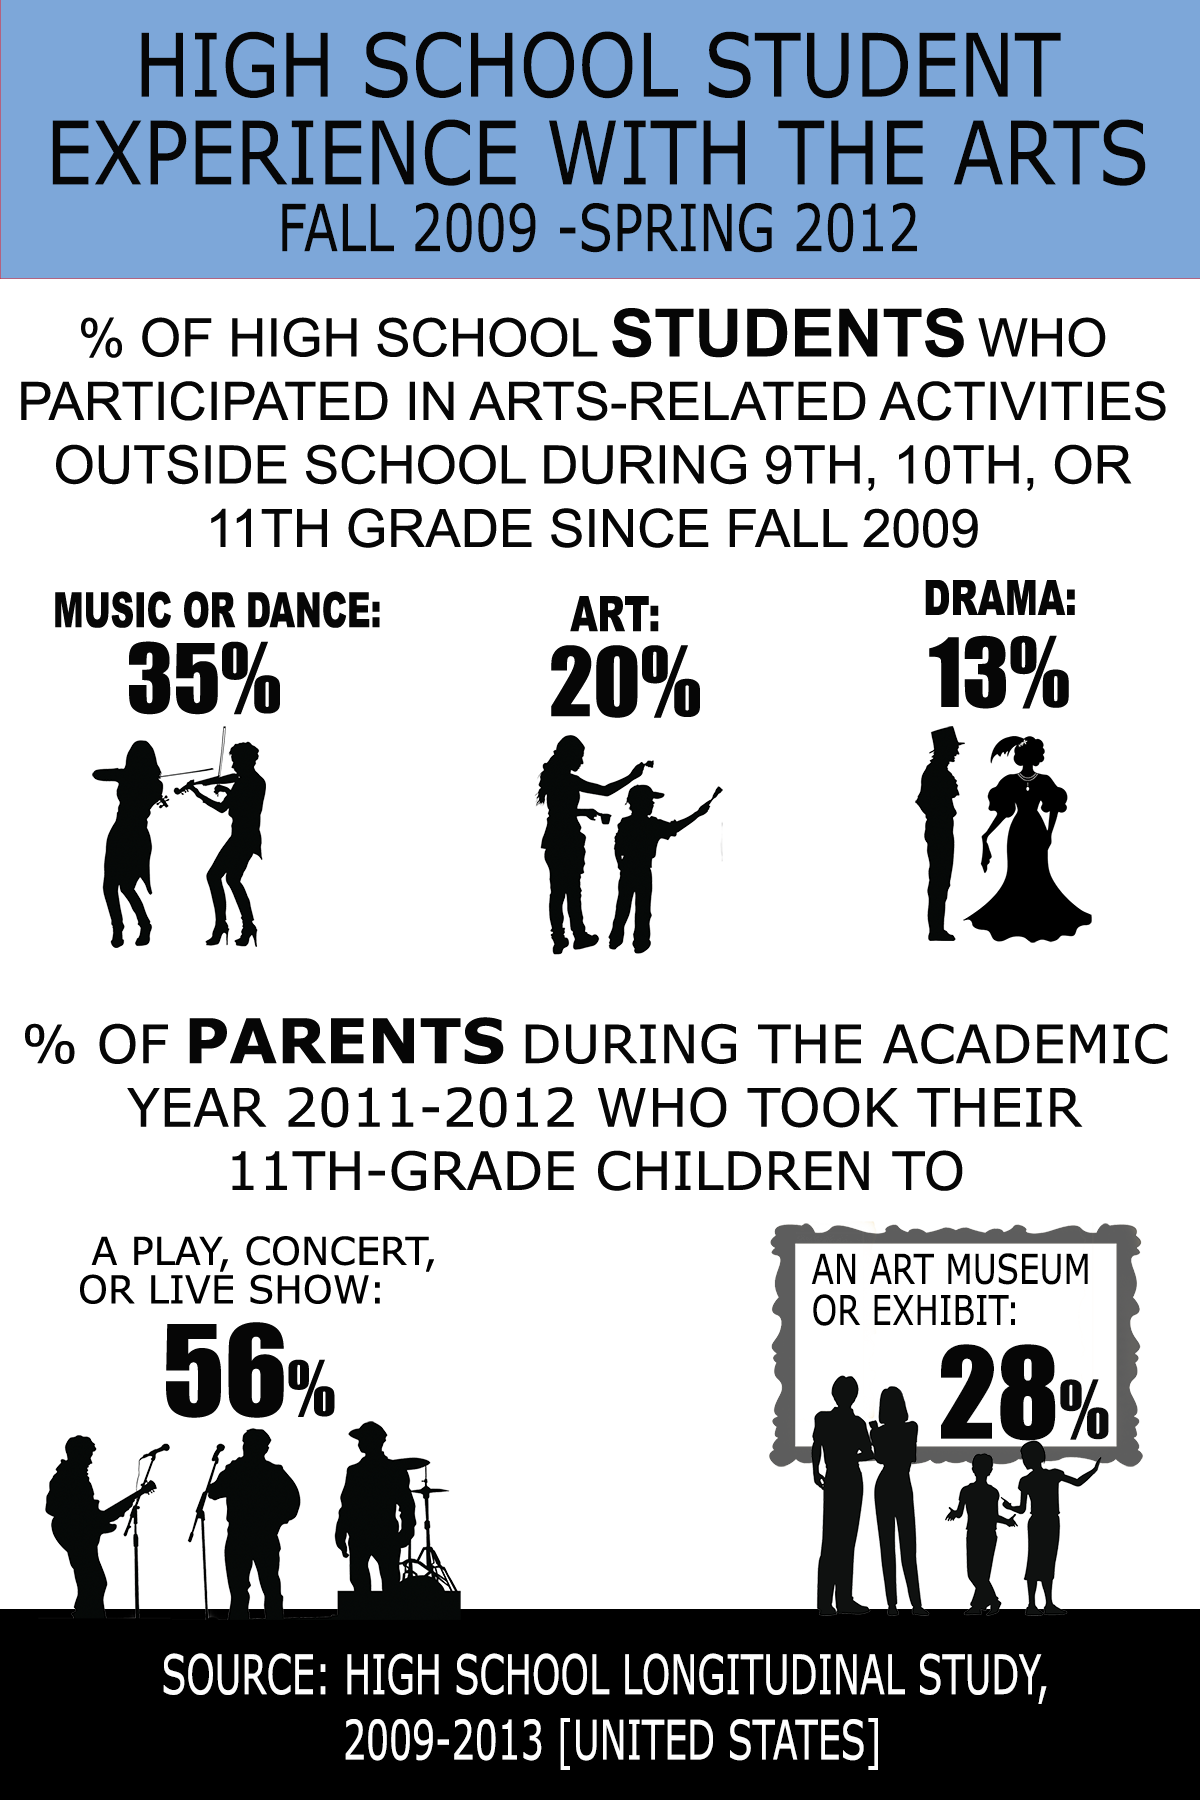 HIGH SCHOOL STUDENT
EXPERIENCE WITH THE ARTS
FALL 2009 -SPRING 2012
% OF HIGH SCHOOL STUDENTS WHO
PARTICIPATED IN ARTS-RELATED ACTIVITIES
OUTSIDE SCHOOL DURING 9TH, 10TH, OR
11TH GRADE SINCE FALL 2009
MUSIC OR DANCE:
35%
ART:
20%
DRAMA:
13%
% OF PARENTS DURING THE ACADEMIC
YEAR 2011-2012 WHO TOOK THEIR
11TH-GRADE CHILDREN TO
A PLAY, CONCERT,
OR LIVE SHOW:
56%
AN ART MUSEUM
OR EXHIBIT:
28%
SOURCE: HIGH SCHOOL LONGITUDINAL STUDY,
2009-2013 [UNITED STATES]